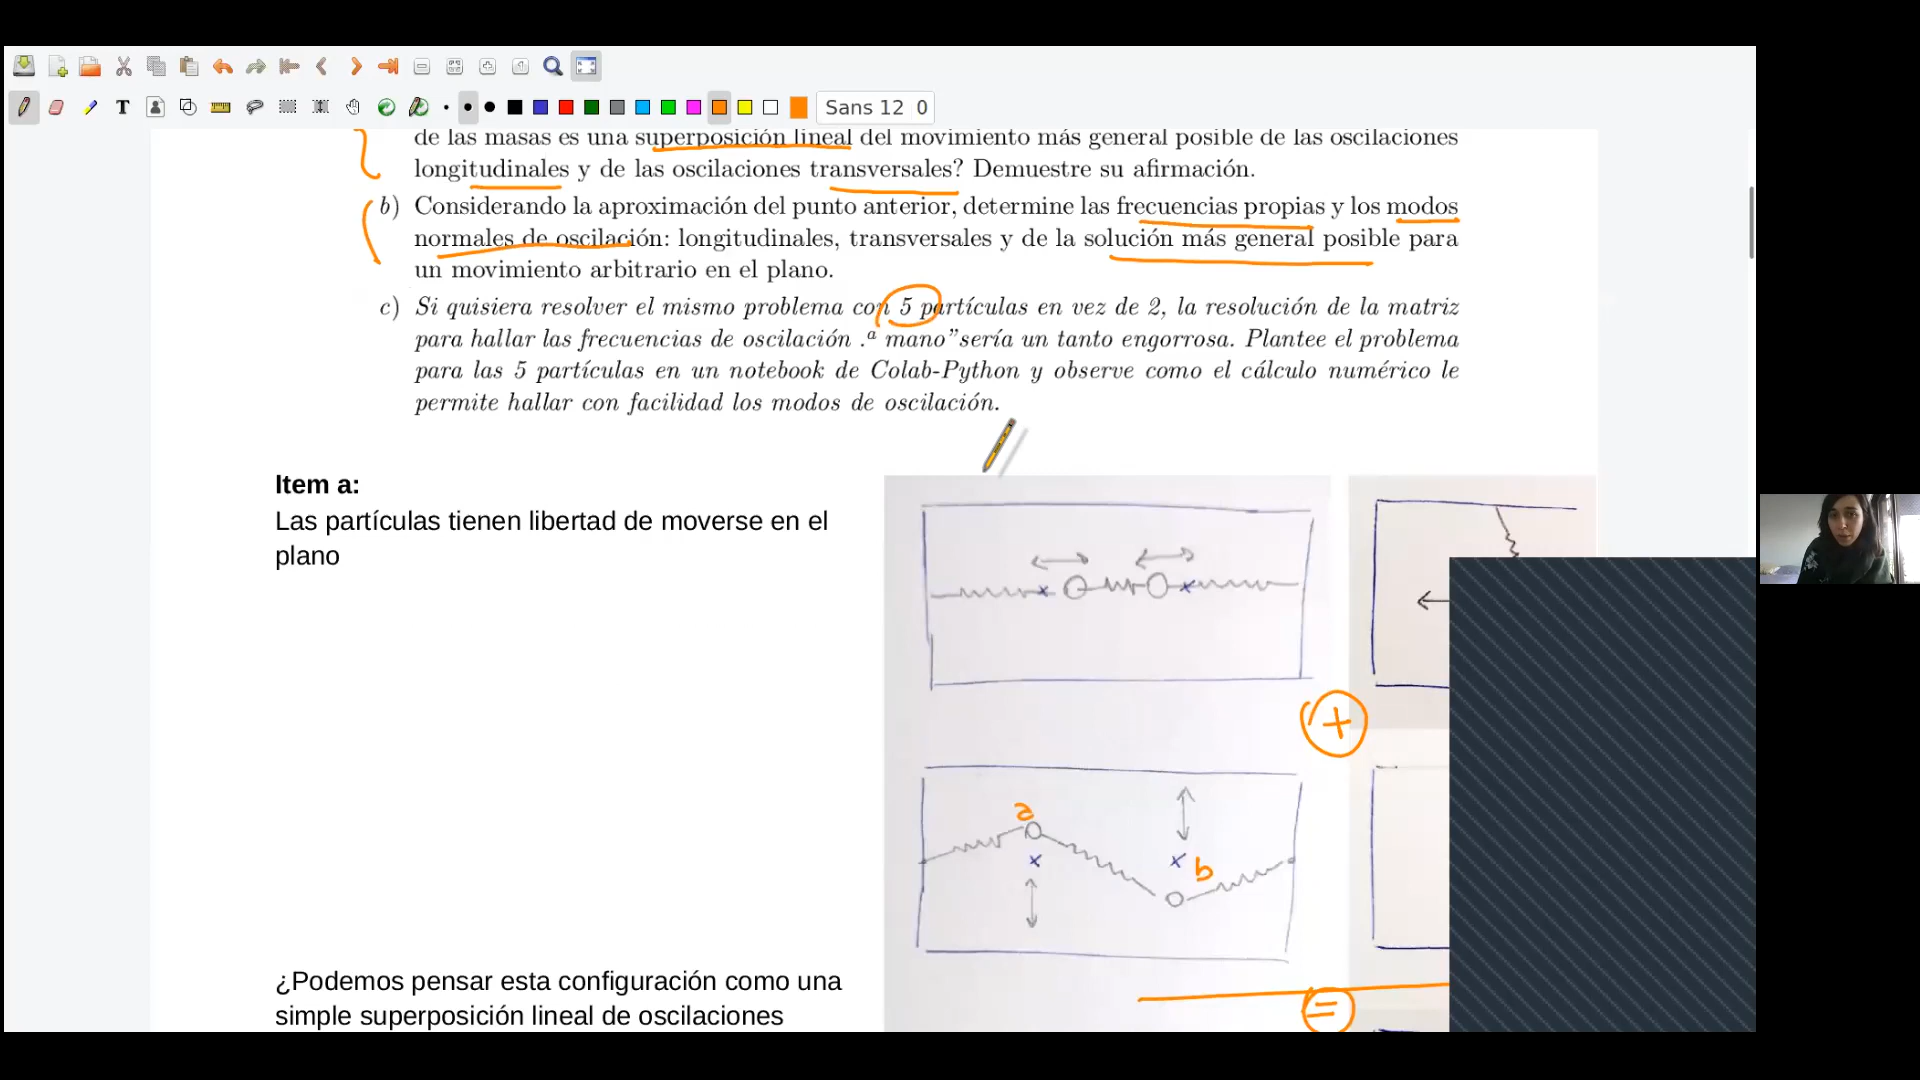 Sans 12 0
de las masas es una superposición lineal del movimiento más general posible de las oscilaciones
longitudinales y de las oscilaciones transversales? Demuestre su afirmación.
b) Considerando la aproximación del punto anterior, determine las frecuencias propias y los modos
normales de oscilación: longitudinales, transversales y de la solución más general posible para
un movimiento arbitrario en el plano.
c) Si quisiera resolver el mismo problema con 5 partículas en vez de 2, la resolución de la matriz
para hallar las frecuencias de oscilación .ª mano"sería un tanto engorrosa. Plantee el problema
para las 5 partículas en un notebook de Colab-Python y observe como el cálculo numérico le
permite hallar con facilidad los modos de oscilación.
Item a:
Las partículas tienen libertad de moverse en el
plano
x x
+
a
x x b
¿Podemos pensar esta configuración como una
simple superposición lineal de oscilaciones
=